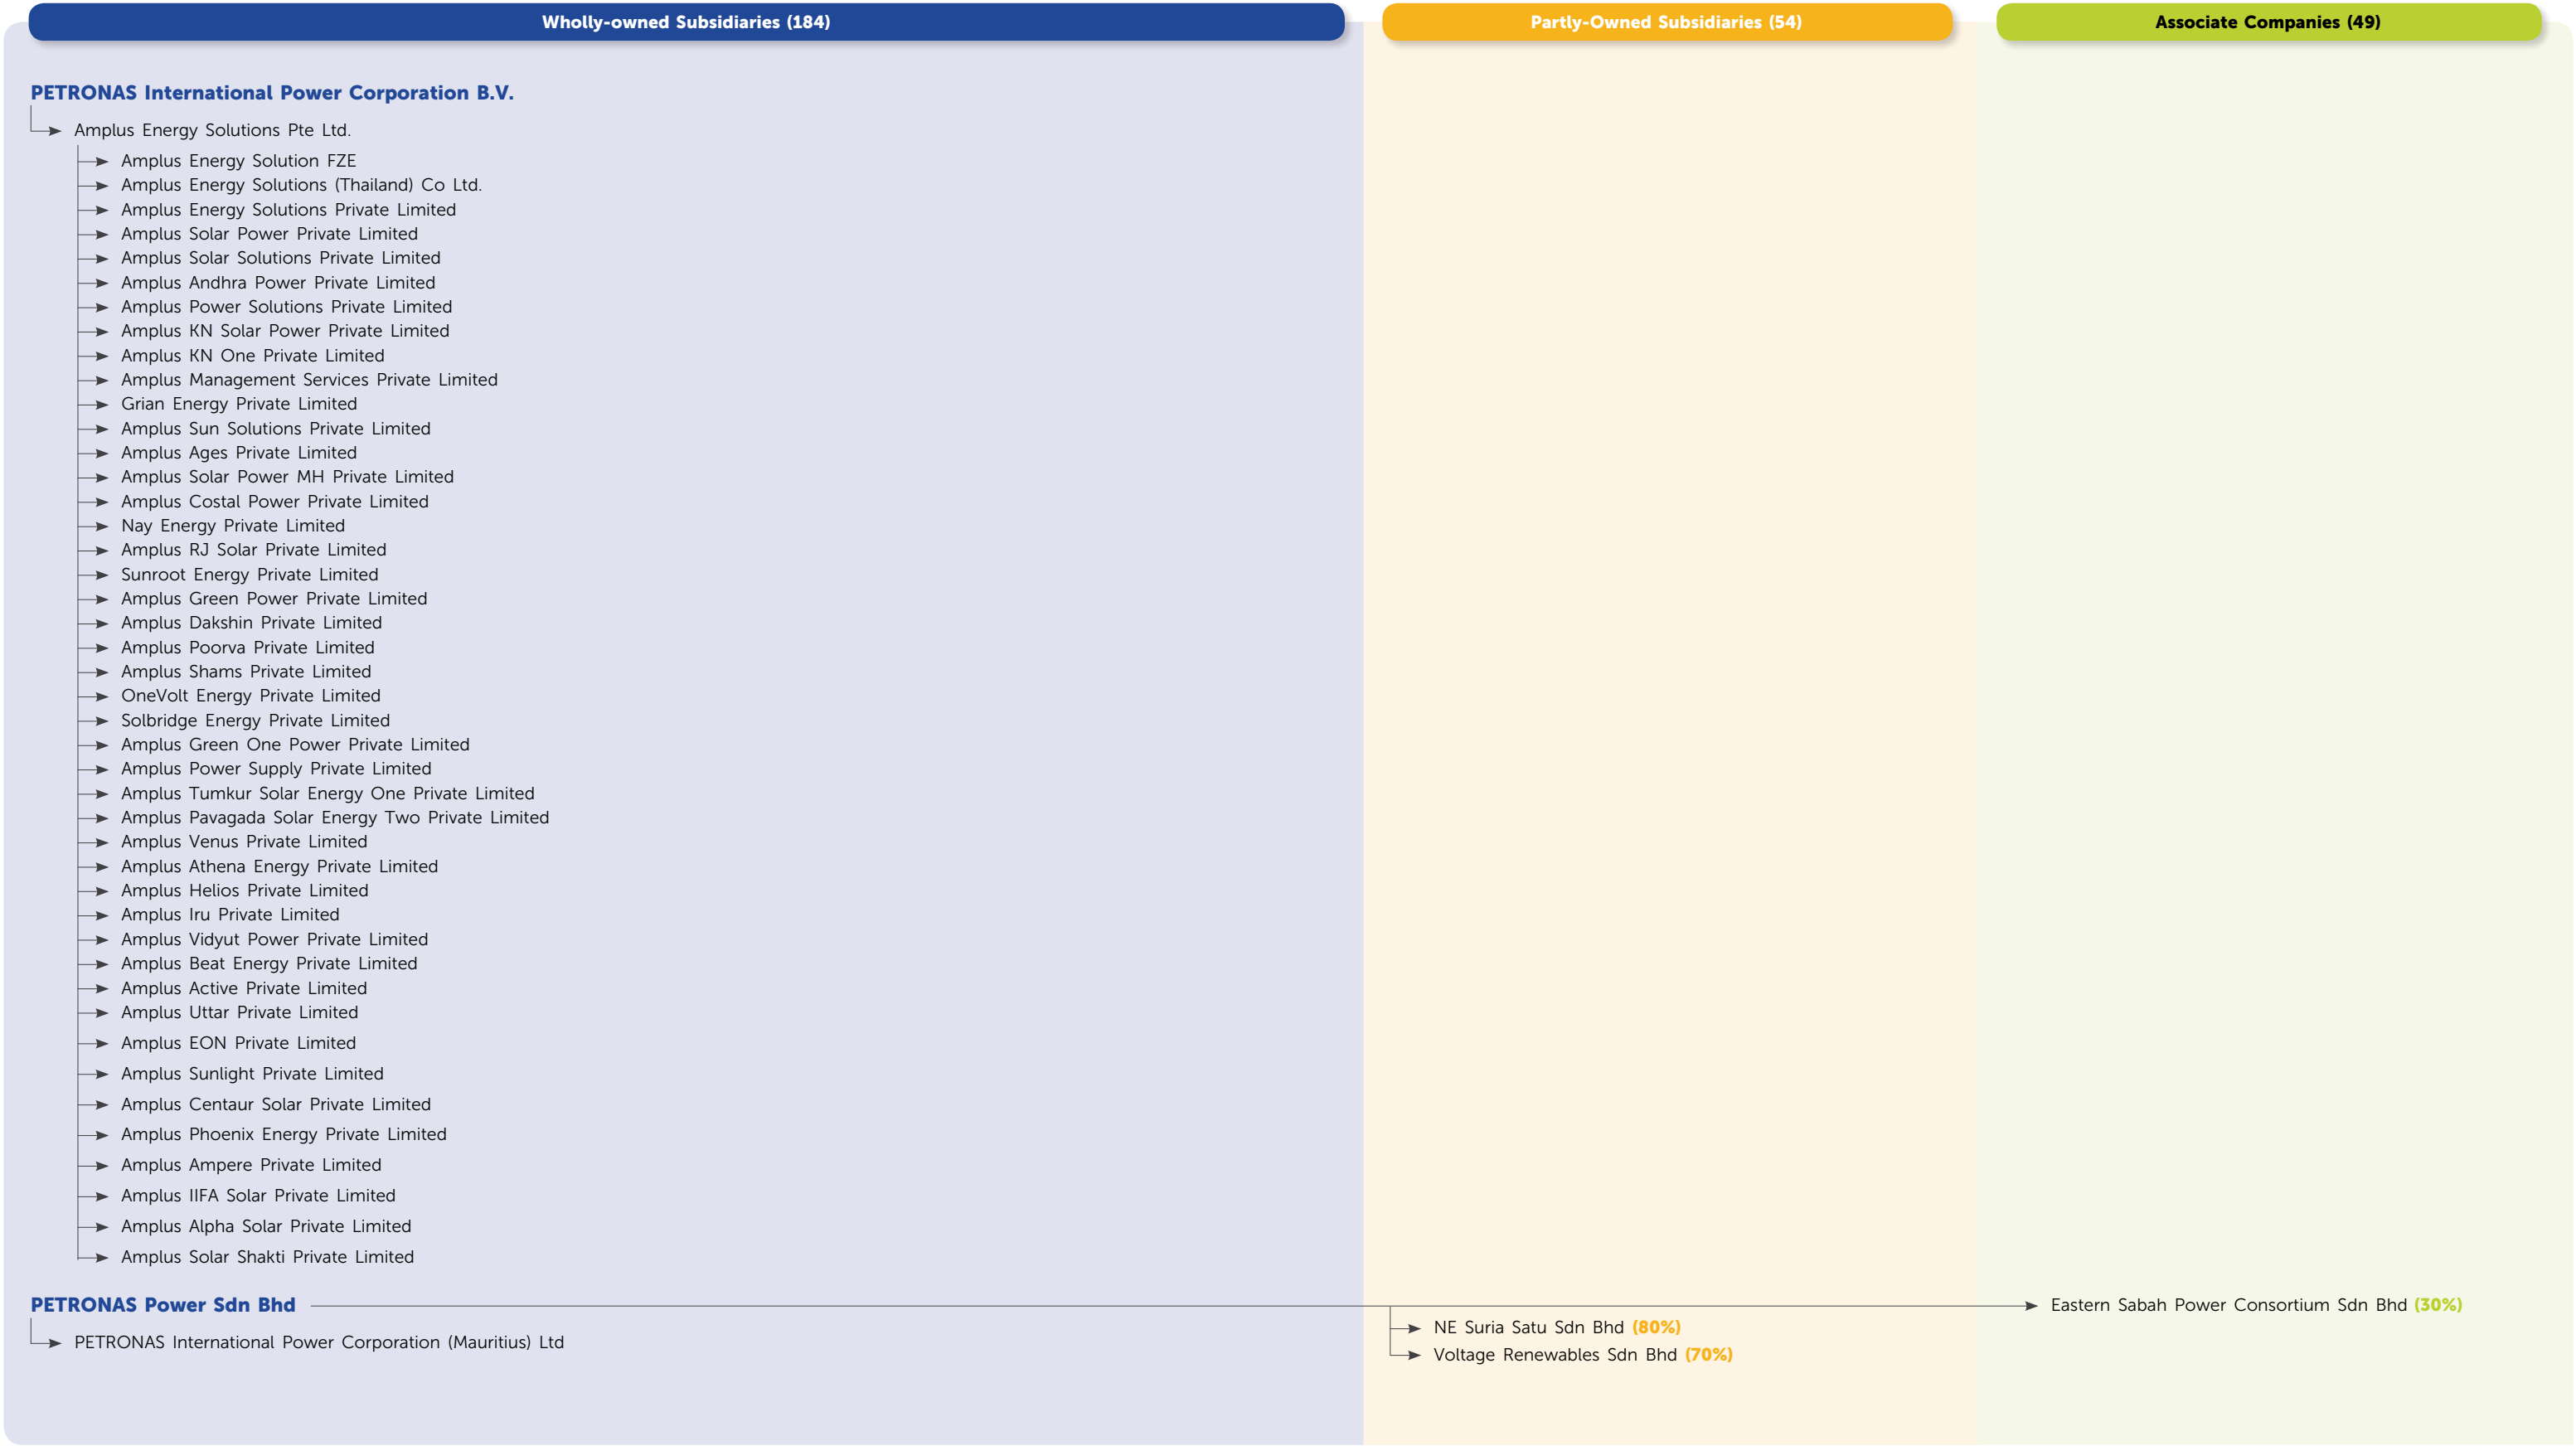 Wholly-owned Subsidiaries (184)
Partly-Owned Subsidiaries (54)
Associate Companies (49)
PETRONAS International Power Corporation B.V.
Amplus Energy Solutions Pte Ltd.
Amplus Energy Solution FZE
Amplus Energy Solutions (Thailand) Co Ltd.
Amplus Energy Solutions Private Limited
Amplus Solar Power Private Limited
Amplus Solar Solutions Private Limited
Amplus Andhra Power Private Limited
Amplus Power Solutions Private Limited
Amplus KN Solar Power Private Limited
Amplus KN One Private Limited
Amplus Management Services Private Limited
Grian Energy Private Limited
Amplus Sun Solutions Private Limited
Amplus Ages Private Limited
Amplus Solar Power MH Private Limited
Amplus Costal Power Private Limited
Nay Energy Private Limited
Amplus RJ Solar Private Limited
Sunroot Energy Private Limited
Amplus Green Power Private Limited
Amplus Dakshin Private Limited
Amplus Poorva Private Limited
Amplus Shams Private Limited
OneVolt Energy Private Limited
Solbridge Energy Private Limited
Amplus Green One Power Private Limited
Amplus Power Supply Private Limited
Amplus Tumkur Solar Energy One Private Limited
Amplus Pavagada Solar Energy Two Private Limited
Amplus Venus Private Limited
Amplus Athena Energy Private Limited
Amplus Helios Private Limited
Amplus Iru Private Limited
Amplus Vidyut Power Private Limited
Amplus Beat Energy Private Limited
Amplus Active Private Limited
Amplus Uttar Private Limited
Amplus EON Private Limited
Amplus Sunlight Private Limited
Amplus Centaur Solar Private Limited
Amplus Phoenix Energy Private Limited
Amplus Ampere Private Limited
Amplus IIFA Solar Private Limited
Amplus Alpha Solar Private Limited
Amplus Solar Shakti Private Limited
PETRONAS Power Sdn Bhd
Eastern Sabah Power Consortium Sdn Bhd (30%)
NE Suria Satu Sdn Bhd (80%)
PETRONAS International Power Corporation (Mauritius) Ltd
Voltage Renewables Sdn Bhd (70%)